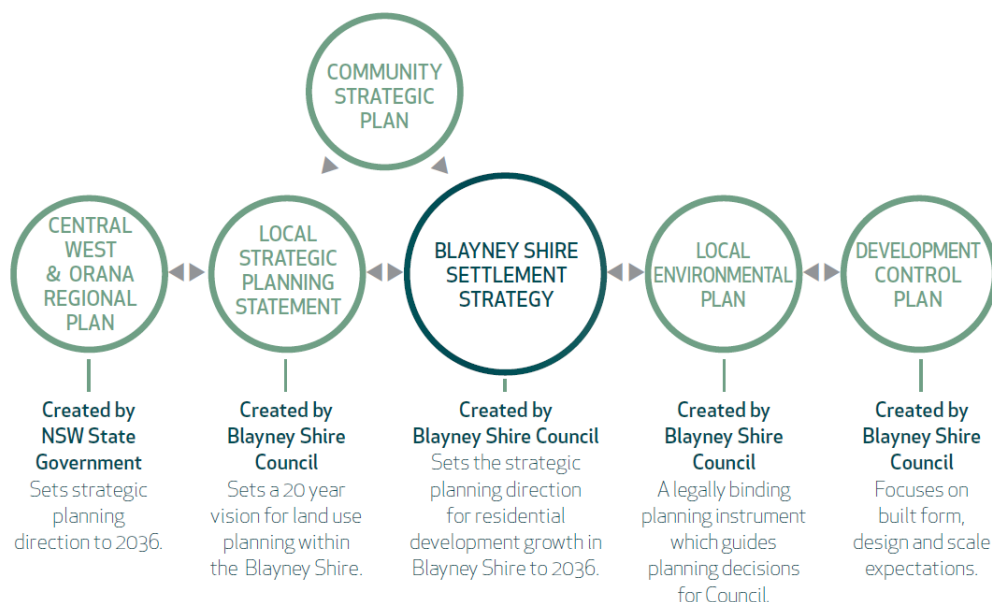 COMMUNITY
STRATEGIC
PLAN
CENTRAL
WEST
& ORANA
REGIONAL
PLAN
LOCAL
STRATEGIC
PLANNING
STATEMENT
BLAYNEY SHIRE
SETTLEMENT
STRATEGY
LOCAL
ENVIRONMENTAL
PLAN
DEVELOPMENT
CONTROL
PLAN
Created by
NSW State
Government
Sets strategic
planning
direction to 2036.
Created by
Blayney Shire
Council
Sets a 20 year
vision for land use
planning within
the Blayney Shire.
Created by
Blayney Shire Council
Sets the strategic
planning direction
for residential
development growth in
Blayney Shire to 2036.
Created by
Blayney Shire
Council
A legally binding
planning instrument
which guides
planning decisions
for Council.
Created by
Blayney Shire
Council
Focuses on
built form,
design and scale
expectations.